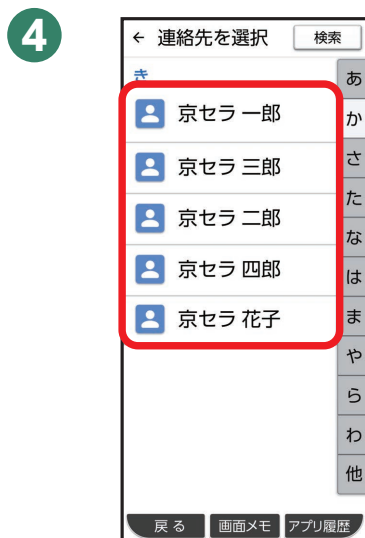 4
← 連絡先を選択 検索
き
京セラ 一郎
京セラ 三郎
京セラ 二郎
京セラ 四郎
京セラ 花子
あ
か
さ
た
な
は
ま
や
ら
わ
他
戻る 画面メモ アプリ履歴